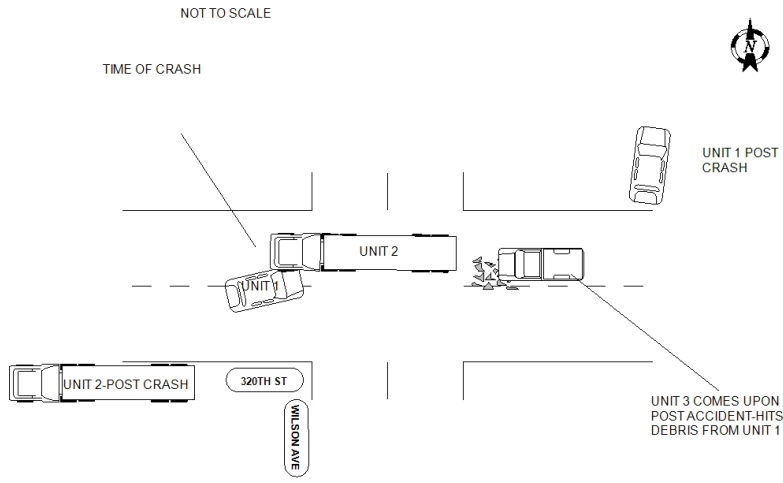 NOT TO SCALE
N
TIME OF CRASH
UNIT 1 POST
CRASH
UNIT 2
UNIT 1
UNIT 2-POST CRASH
320TH ST
WILSON AVE
UNIT 3 COMES UPON
POST ACCIDENT-HITS
DEBRIS FROM UNIT 1